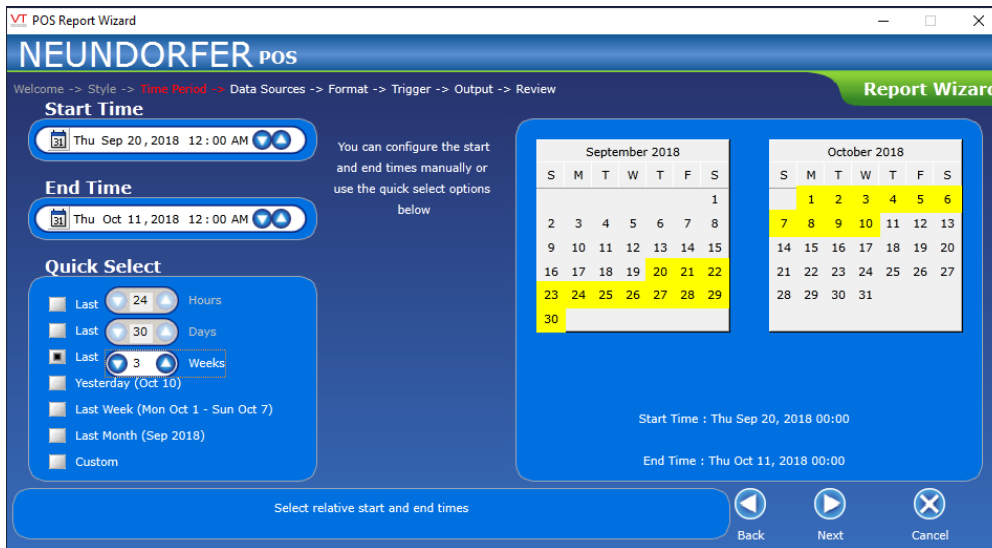 VT POS Report Wizard
NEUNDORFER POS
Welcome -> Style -> Time Period -> Data Sources -> Format -> Trigger -> Output -> Review
Report Wizard
Start Time
31 Thu Sep 20, 2018 12:00 AM
End Time
31 Thu Oct 11, 2018 12:00 AM
You can configure the start
and end times manually or
use the quick select options
below
Quick Select
Last 24 Hours
Last 30 Days
Last 3 Weeks
Yesterday (Oct 10)
Last Week (Mon Oct 1 - Sun Oct 7)
Last Month (Sep 2018)
Custom
September 2018
S M T W T F S
1
2 3 4 5 6 7 8
9 10 11 12 13 14 15
16 17 18 19 20 21 22
23 24 25 26 27 28 29
30
October 2018
S M T W T F S
1 2 3 4 5 6
7 8 9 10 11 12 13
14 15 16 17 18 19 20
21 22 23 24 25 26 27
28 29 30 31
Start Time : Thu Sep 20, 2018 00:00
End Time : Thu Oct 11, 2018 00:00
Select relative start and end times
Back
Next
Cancel